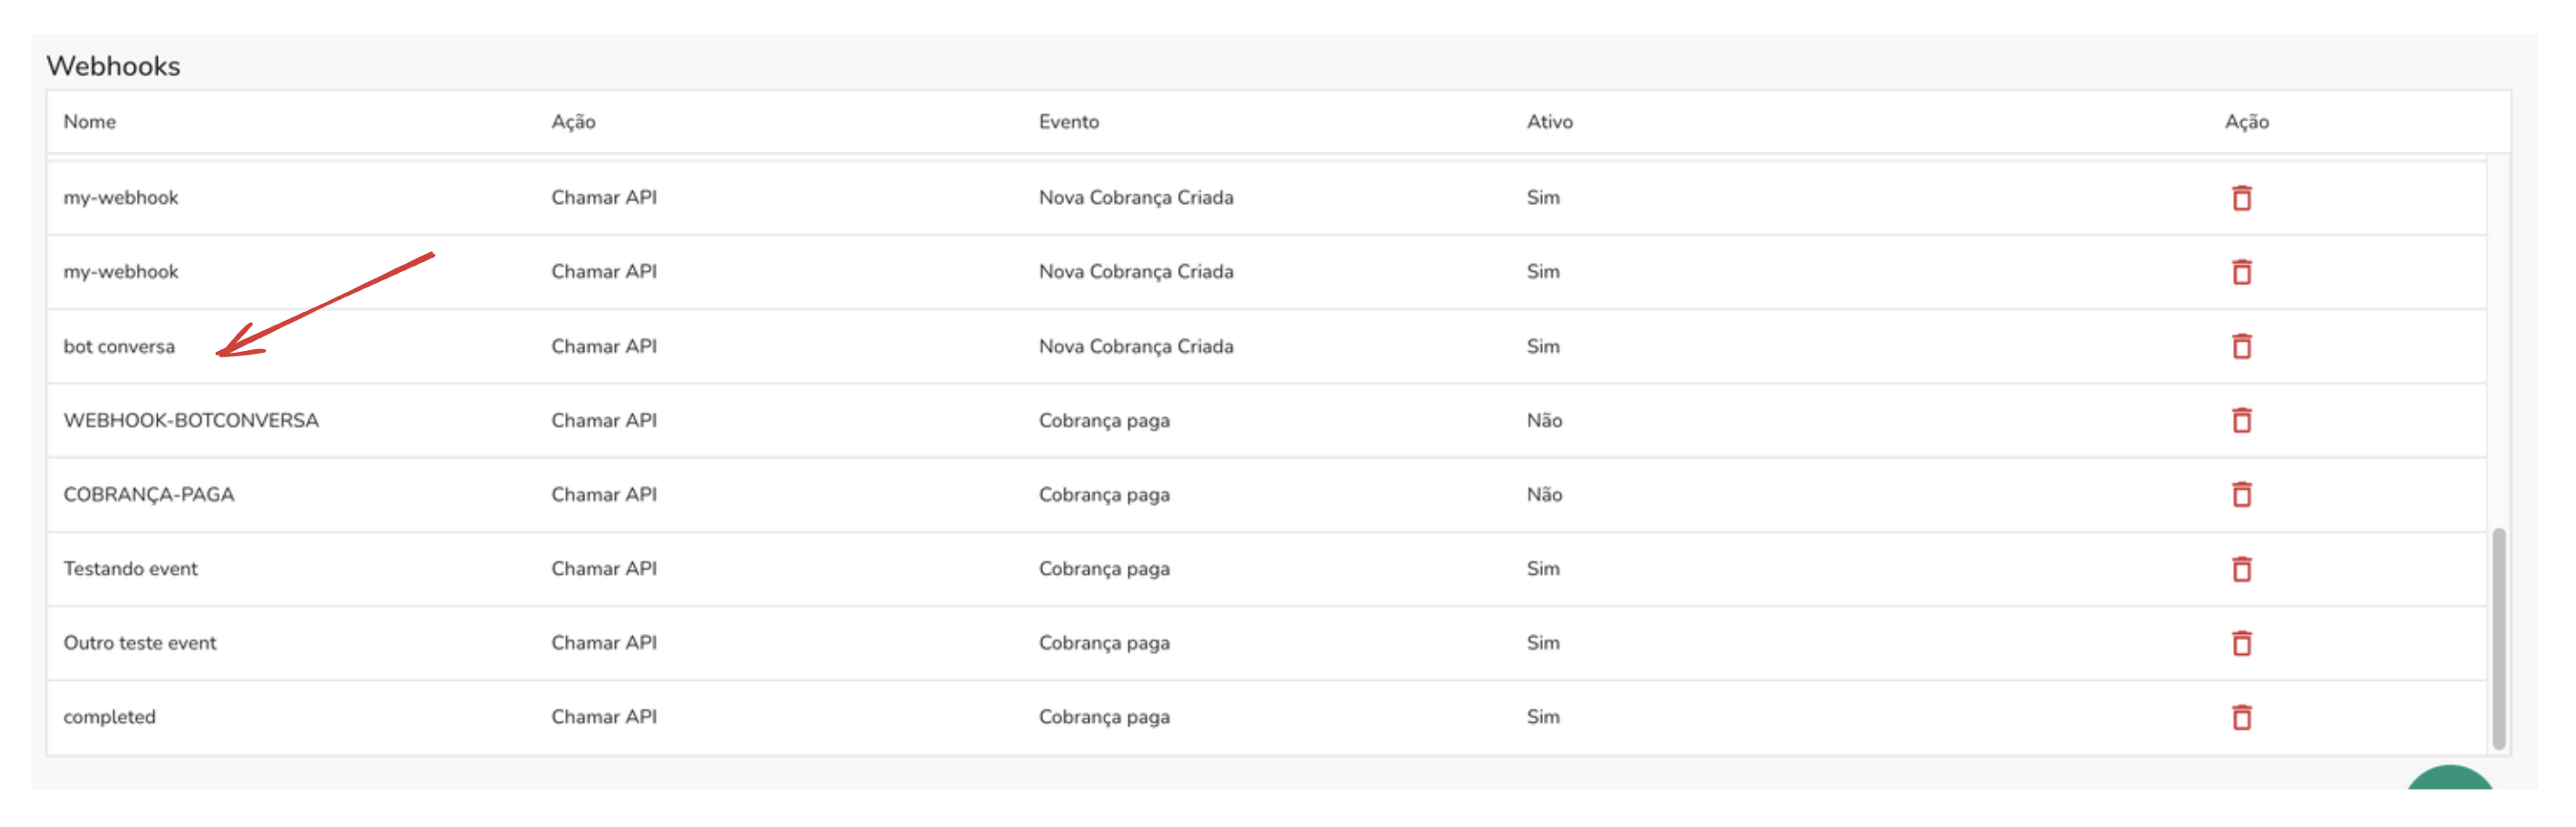 Webhooks
Nome Ação Evento Ativo Ação
my-webhook Chamar API Nova Cobrança Criada Sim
my-webhook Chamar API Nova Cobrança Criada Sim
bot conversa Chamar API Nova Cobrança Criada Sim
WEBHOOK-BOTCONVERSA Chamar API Cobrança paga Não
COBRANÇA-PAGA Chamar API Cobrança paga Não
Testando event Chamar API Cobrança paga Sim
Outro teste event Chamar API Cobrança paga Sim
completed Chamar API Cobrança paga Sim